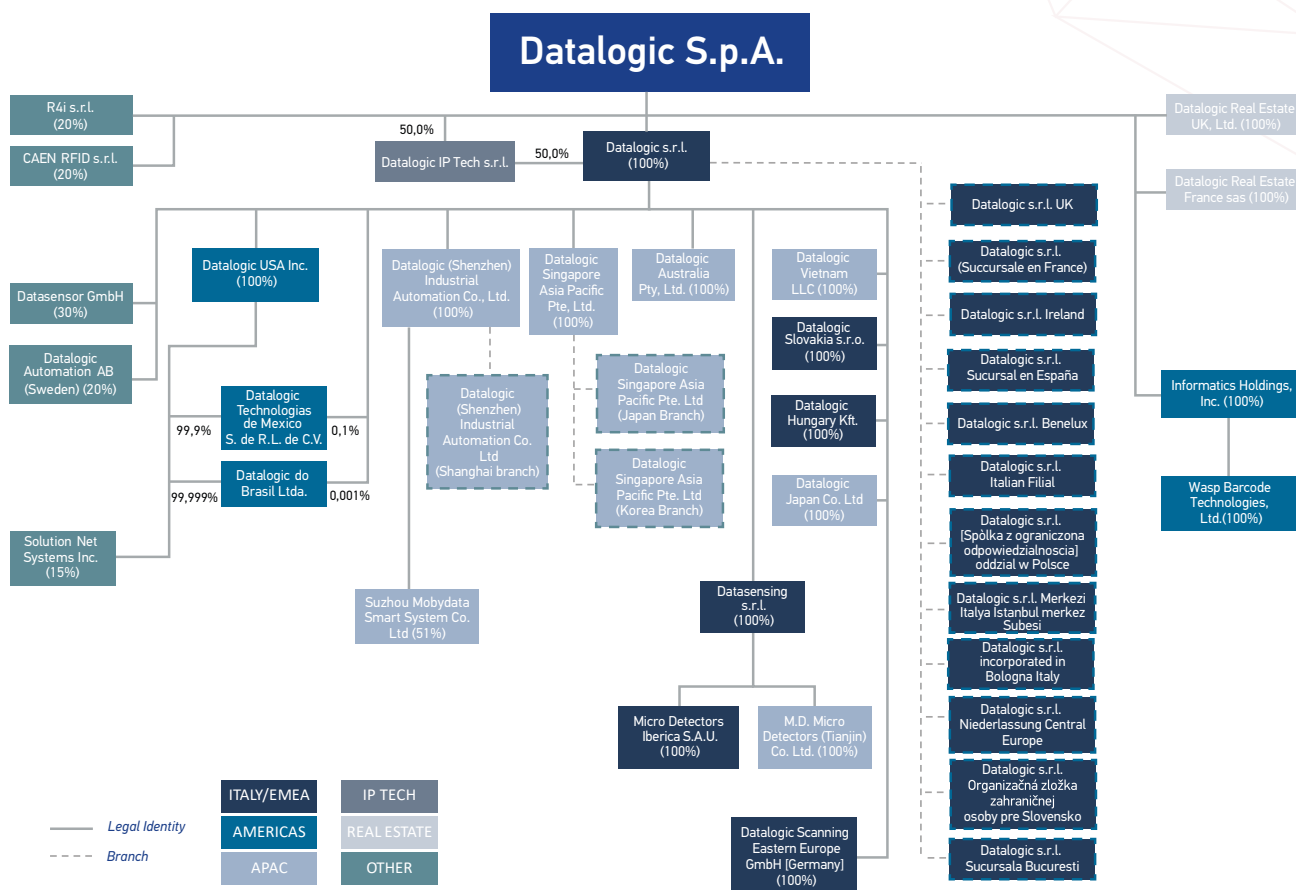 Datalogic S.p.A.
R4i s.r.l.
(20%)
CAEN RFID s.r.l.
(20%)
50,0%
Datalogic IP Tech s.r.l.
50,0%
Datalogic s.r.l.
(100%)
Datalogic Real Estate
UK, Ltd. (100%)
Datalogic Real Estate
France sas (100%)
Datasensor GmbH
(30%)
Datalogic
Automation AB
(Sweden) (20%)
Datalogic USA Inc.
(100%)
Datalogic
Technologias
de Mexico
S. de R.L. de C.V.
99,9%
0,1%
Datalogic do
Brasil Ltda.
99,999%
0,001%
Solution Net
Systems Inc.
(15%)
Datalogic (Shenzhen)
Industrial
Automation Co., Ltd.
(100%)
Datalogic
(Shenzhen)
Industrial
Automation Co.
Ltd
(Shanghai branch)
Suzhou Mobydata
Smart System Co.
Ltd (51%)
Datalogic
Singapore
Asia Pacific
Pte, Ltd.
(100%)
Datalogic
Singapore Asia
Pacific Pte. Ltd
(Japan Branch)
Datalogic
Singapore Asia
Pacific Pte. Ltd
(Korea Branch)
Datalogic
Australia
Pty, Ltd. (100%)
Datalogic
Vietnam
LLC (100%)
Datalogic
Slovakia s.r.o.
(100%)
Datalogic
Hungary Kft.
(100%)
Datalogic
Japan Co. Ltd
(100%)
Datasensing
s.r.l.
(100%)
Micro Detectors
Iberica S.A.U.
(100%)
M.D. Micro
Detectors (Tianjin)
Co. Ltd. (100%)
Datalogic Scanning
Eastern Europe
GmbH [Germany]
(100%)
Datalogic s.r.l. UK
Datalogic s.r.l.
(Succursale en France)
Datalogic s.r.l. Ireland
Datalogic s.r.l.
Sucursal en España
Datalogic s.r.l. Benelux
Datalogic s.r.l.
Italian Filial
Datalogic s.r.l.
[Spòlka z ograniczona
odpowiedzialnoscia]
oddzial w Polsce
Datalogic s.r.l. Merkezi
Italya Istanbul merkez
Subesi
Datalogic s.r.l.
incorporated in
Bologna Italy
Datalogic s.r.l.
Niederlassung Central
Europe
Datalogic s.r.l.
Organizačná zložka
zahraničnej
osoby pre Slovensko
Datalogic s.r.l.
Sucursala Bucuresti
Informatics Holdings,
Inc. (100%)
Wasp Barcode
Technologies,
Ltd.(100%)
Legal Identity
Branch
ITALY/EMEA
AMERICAS
APAC
IP TECH
REAL ESTATE
OTHER